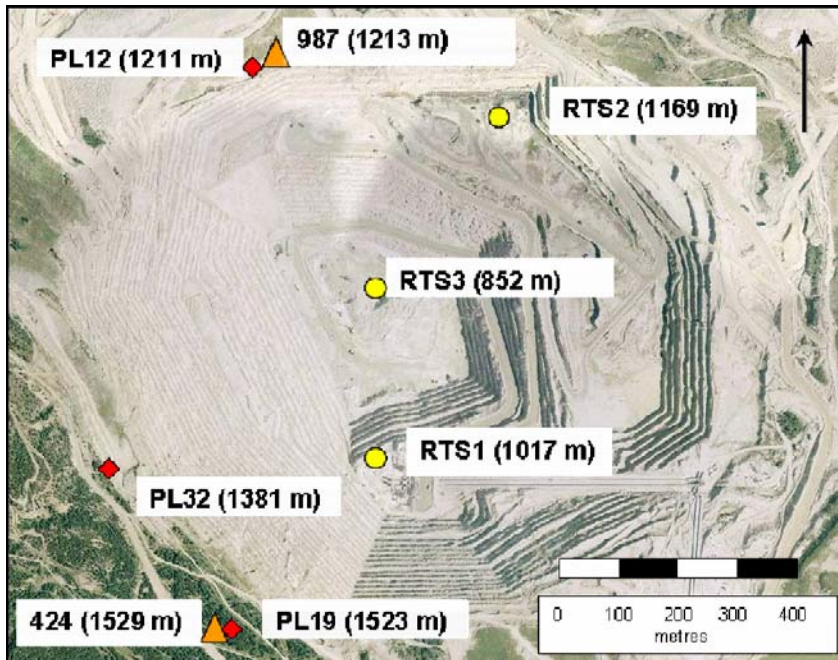 987 (1213 m)
PL12 (1211 m)
RTS2 (1169 m)
RTS3 (852 m)
RTS1 (1017 m)
PL32 (1381 m)
424 (1529 m)
PL19 (1523 m)
0 100 200 300 400
metres